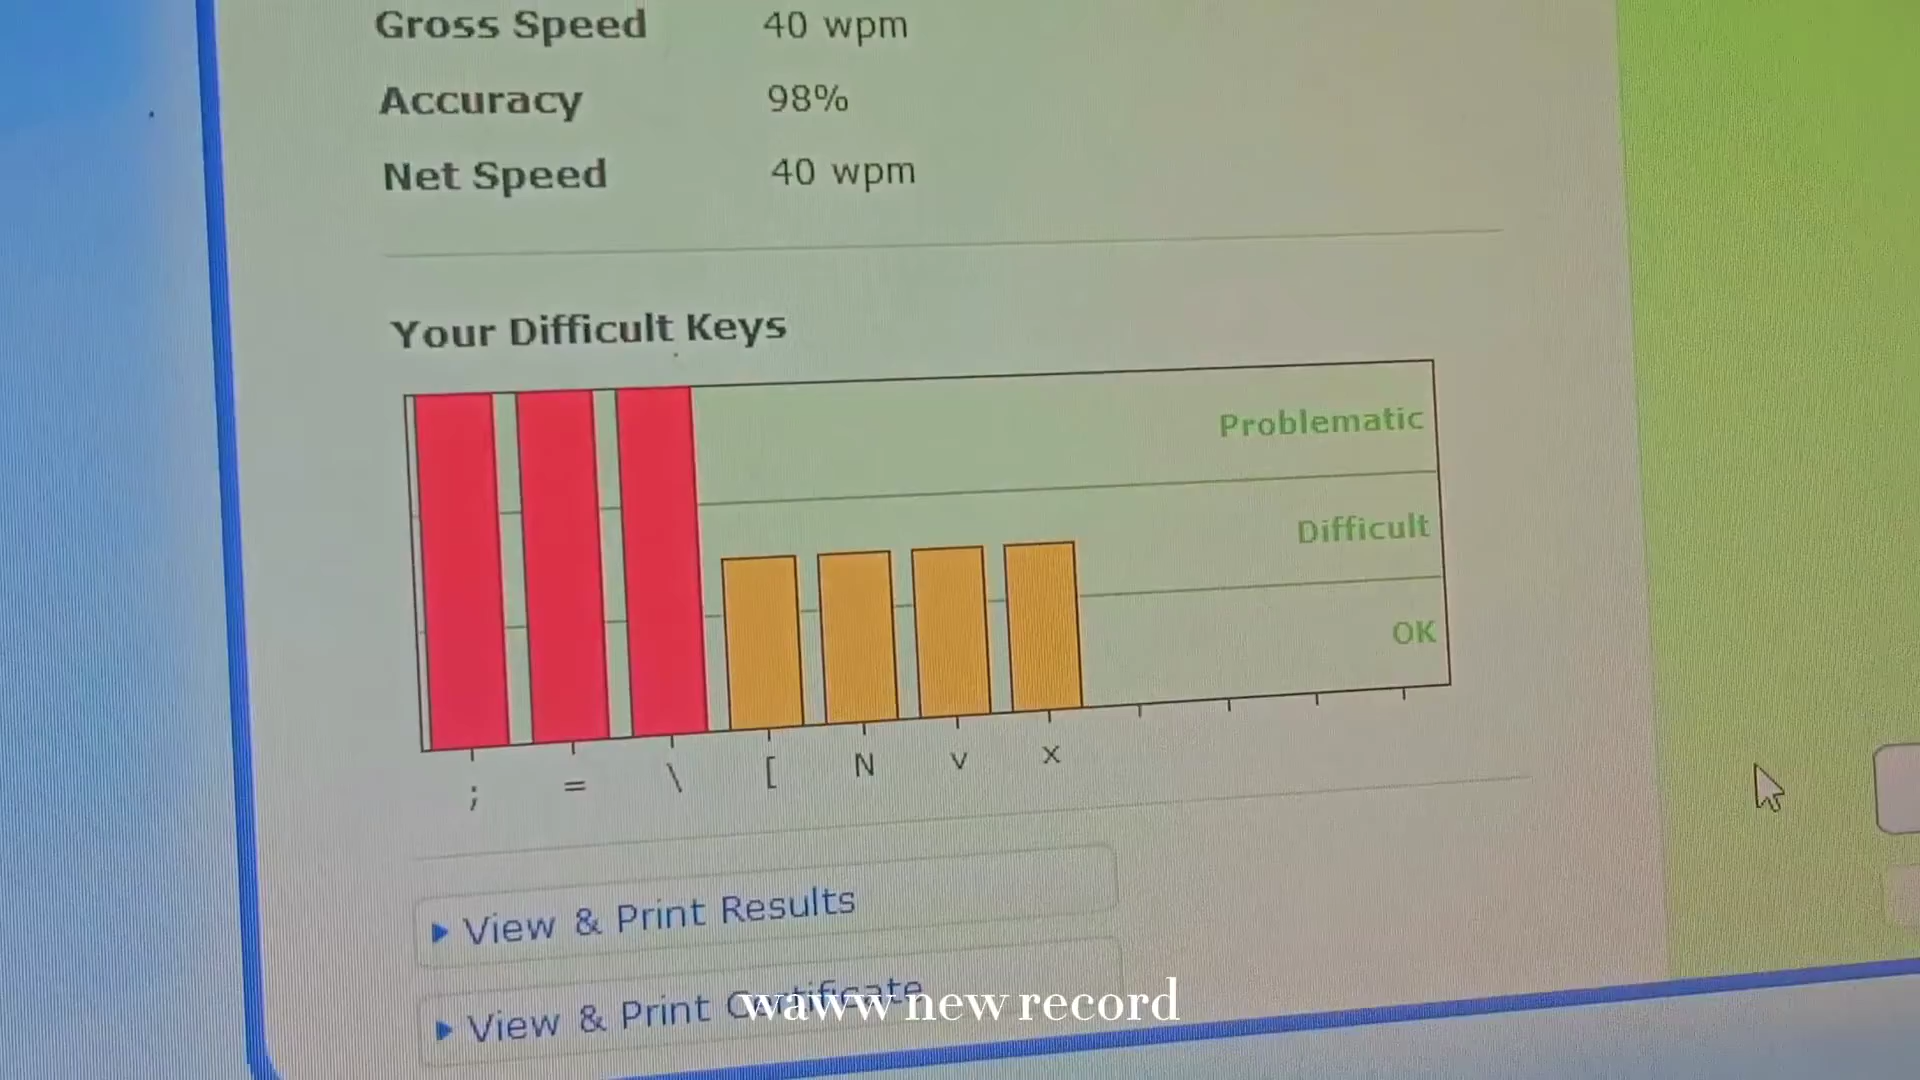 Gross Speed 40 wpm
Accuracy 98%
Net Speed 40 wpm
Your Difficult Keys
Problematic
Difficult
OK
; = \ [ N v x
View & Print Results
View & Print Certificate
waww new record